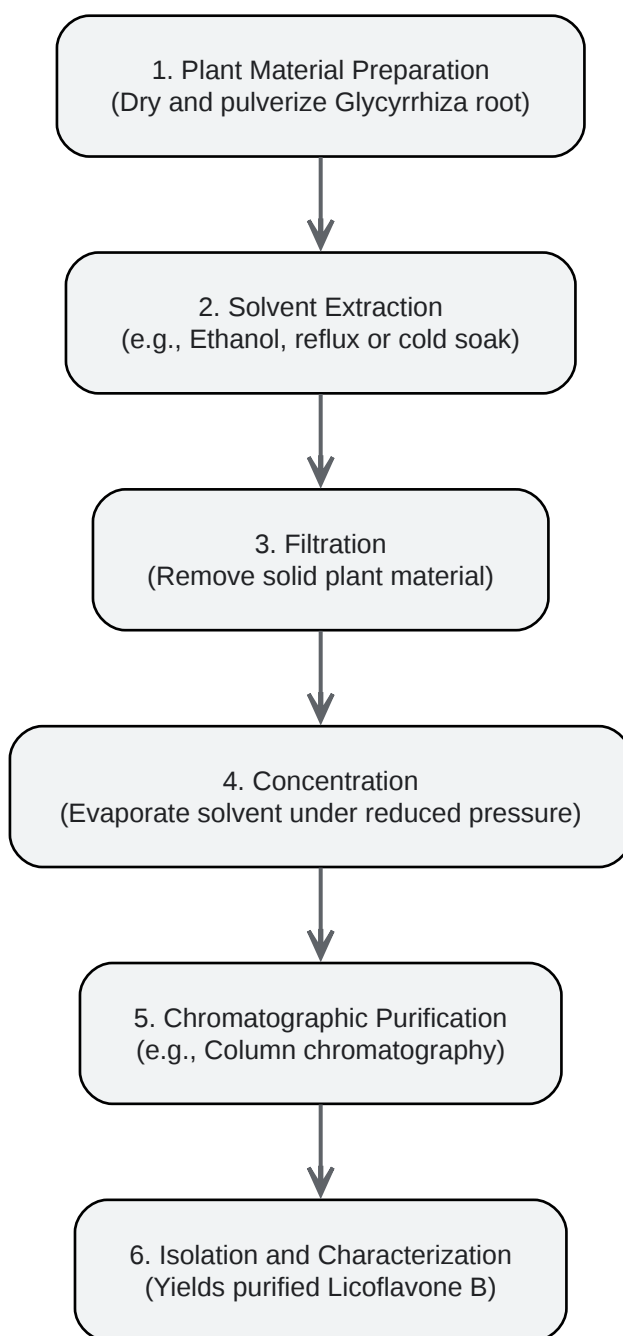 1. Plant Material Preparation
(Dry and pulverize Glycyrrhiza root)
2. Solvent Extraction
(e.g., Ethanol, reflux or cold soak)
3. Filtration
(Remove solid plant material)
4. Concentration
(Evaporate solvent under reduced pressure)
5. Chromatographic Purification
(e.g., Column chromatography)
6. Isolation and Characterization
(Yields purified Licoflavone B)